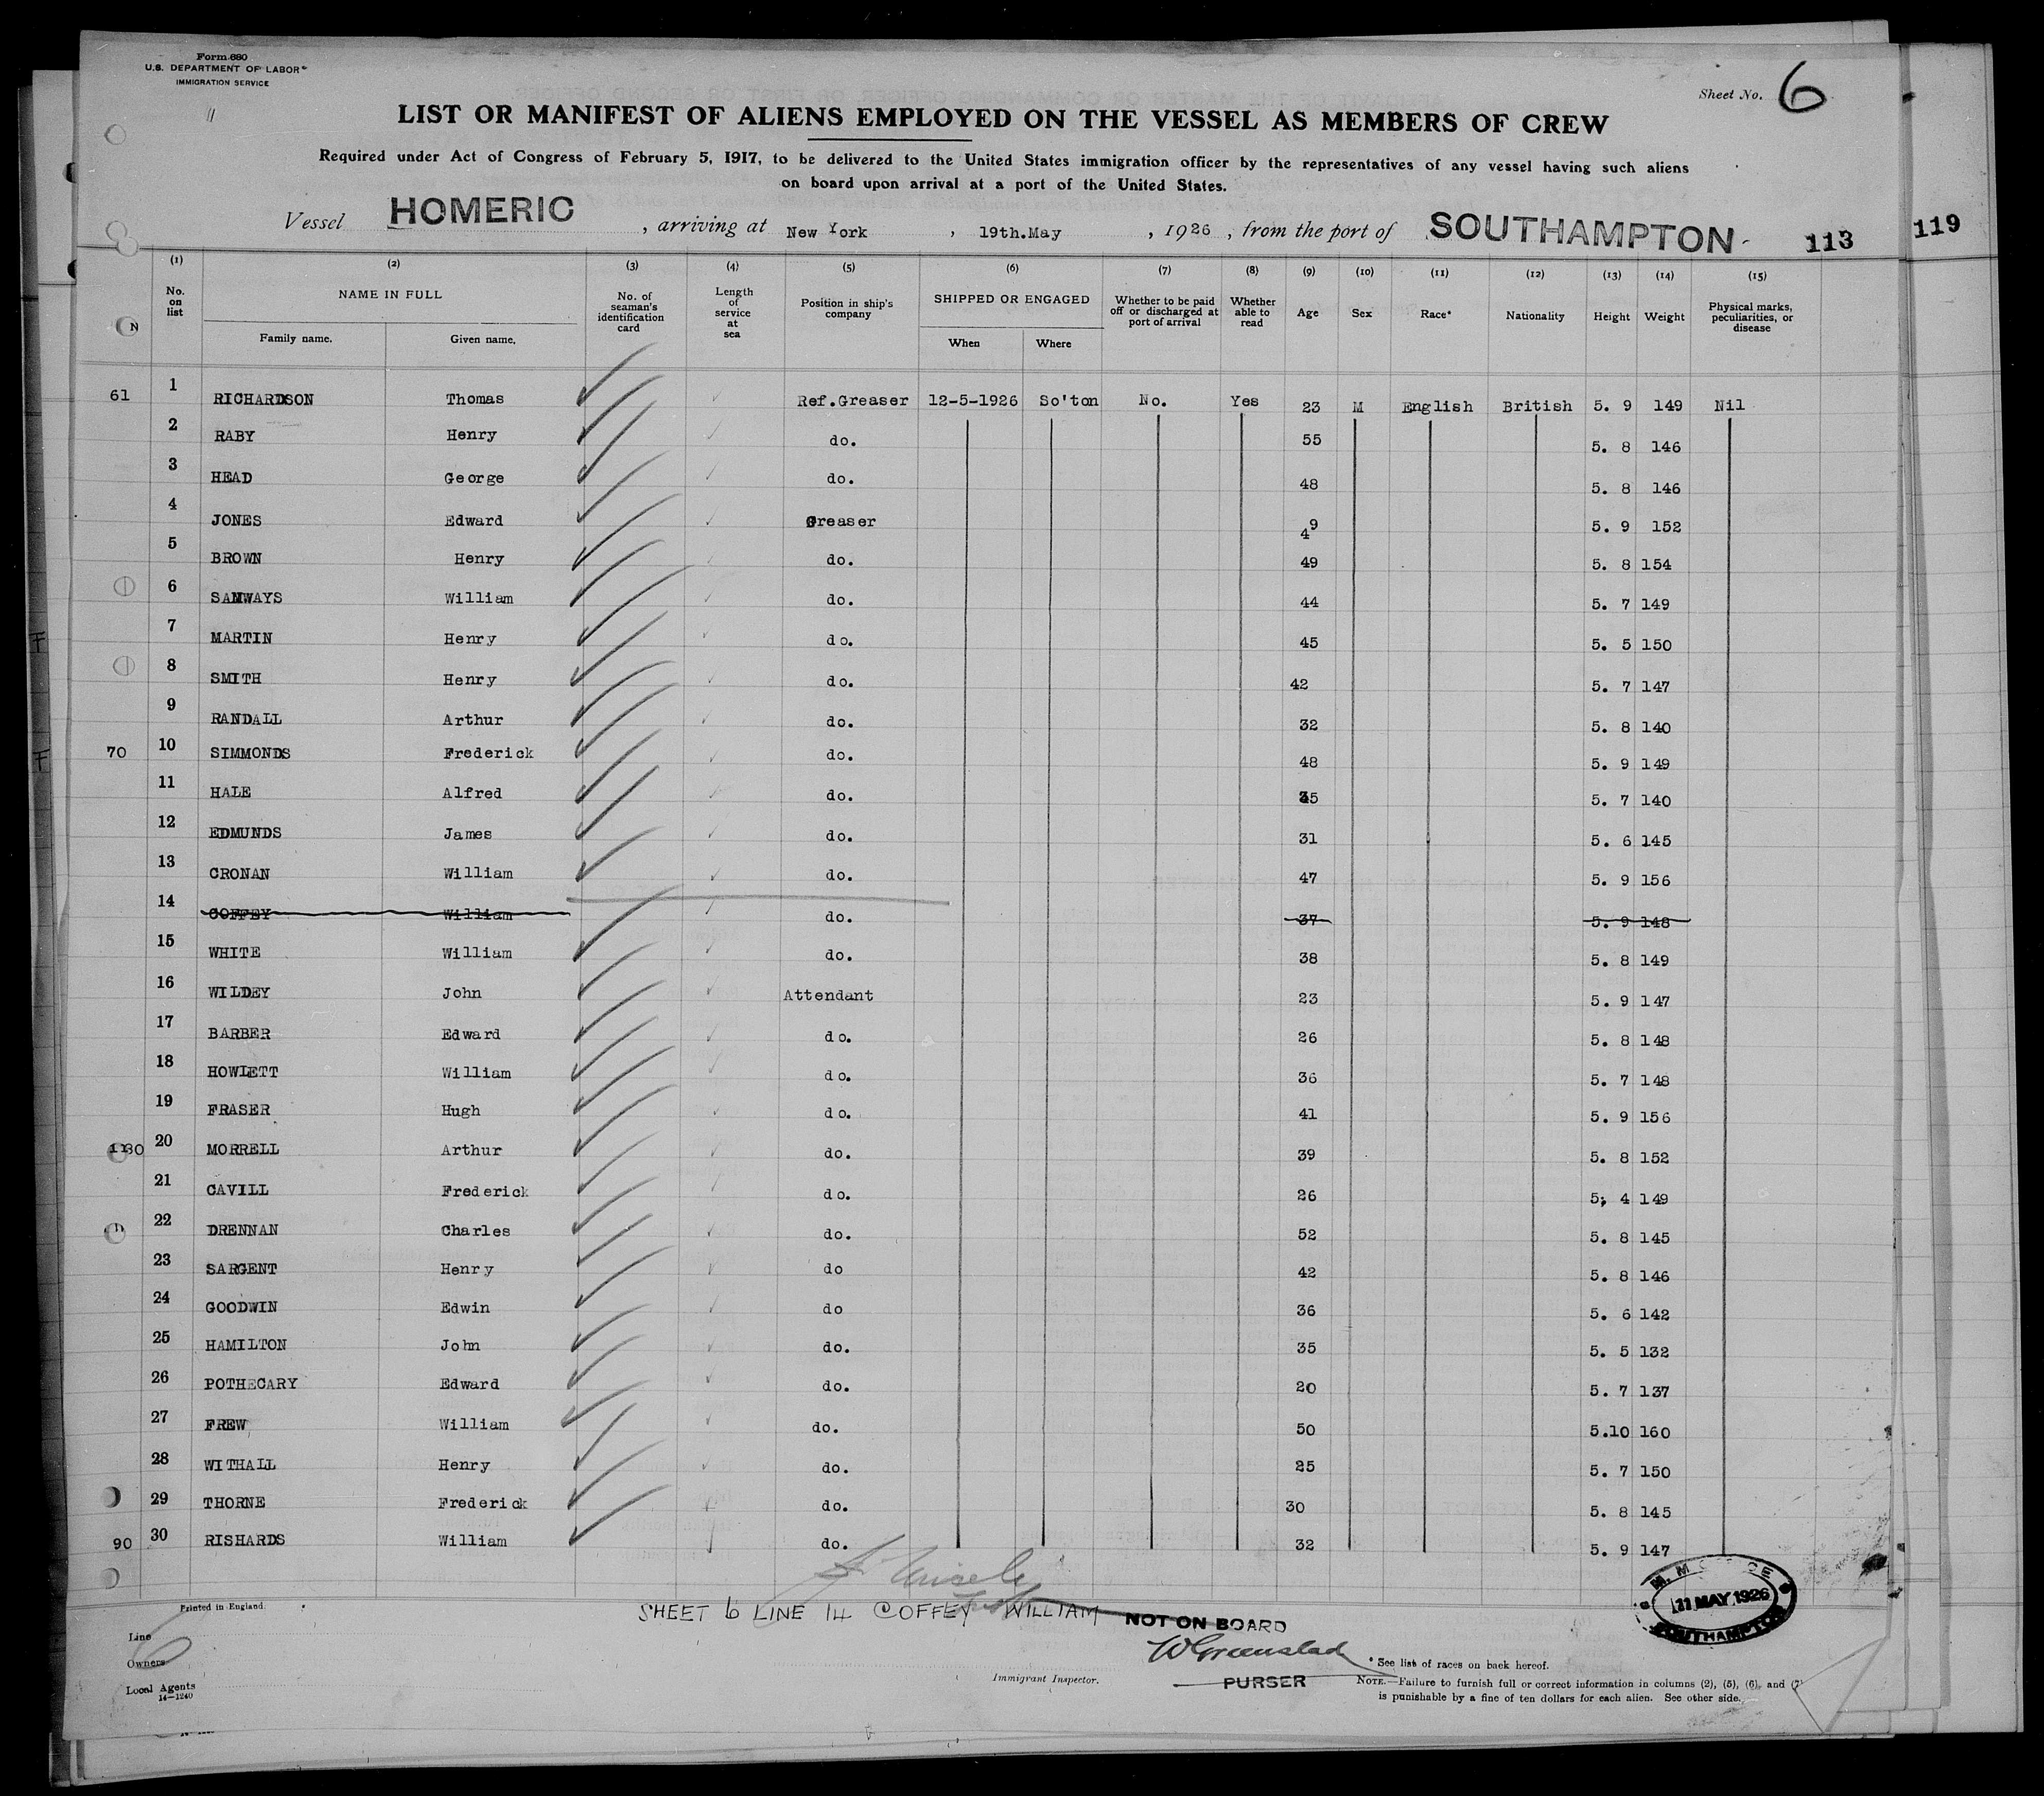 Form 680
U.S. DEPARTMENT OF LABOR
IMMIGRATION SERVICE
Sheet No. 6
LIST OR MANIFEST OF ALIENS EMPLOYED ON THE VESSEL AS MEMBERS OF CREW
Required under Act of Congress of February 5, 1917, to be delivered to the United States immigration officer by the representatives of any vessel having such aliens
on board upon arrival at a port of the United States.
Vessel HOMERIC, arriving at New York, 19th.May, 1926, from the port of SOUTHAMPTON 113 119
(1) (2) (3) (4) (5) (6) (7) (8) (9) (10) (11) (12) (13) (14) (15)
No. on list NAME IN FULL No. of seaman's identification card Length of service at sea Position in ship's company SHIPPED OR ENGAGED Whether to be paid off or discharged at port of arrival Whether able to read Age Sex Race* Nationality Height Weight Physical marks, peculiarities, or disease
Family name. Given name. When Where
61 1 RICHARDSON Thomas Ref.Greaser 12-5-1926 So'ton No. Yes 23 M English British 5. 9 149 Nil
2 RABY Henry do. 55 5. 8 146
3 HEAD George do. 48 5. 8 146
4 JONES Edward Greaser 49 5. 9 152
5 BROWN Henry do. 49 5. 8 154
6 SAMWAYS William do. 44 5. 7 149
7 MARTIN Henry do. 45 5. 5 150
8 SMITH Henry do. 42 5. 7 147
9 RANDALL Arthur do. 32 5. 8 140
70 10 SIMMONDS Frederick do. 48 5. 9 149
11 HALE Alfred do. 5. 7 140
12 EDMUNDS James do. 31 5. 6 145
13 CRONAN William do. 47 5. 9 156
14 COFFEY William do. 37 5. 9 148
15 WHITE William do. 38 5. 8 149
16 WILDEY John Attendant 23 5. 9 147
17 BARBER Edward do. 26 5. 8 148
18 HOWLETT William do. 36 5. 7 148
19 FRASER Hugh do. 41 5. 9 156
20 MORRELL Arthur do. 39 5. 8 152
21 CAVILL Frederick do. 26 5; 4 149
22 DRENNAN Charles do. 52 5. 8 145
23 SARGENT Henry do 42 5. 8 146
24 GOODWIN Edwin do 36 5. 6 142
25 HAMILTON John do. 35 5. 5 132
26 POTHECARY Edward do. 20 5. 7 137
27 FREW William do. 50 5.10 160
28 WITHALL Henry do. 25 5. 7 150
29 THORNE Frederick do. 30 5. 8 145
90 30 RISHARDS William do. 32 5. 9 147
Printed in England.
SHEET 6 LINE 14 COFFEY WILLIAM NOT ON BOARD
11 MAY 1926
SOUTHAMPTON
Line
Owners
Local Agents
14-1240
Immigrant Inspector.
W Greenslad
PURSER
* See list of races on back hereof.
NOTE.—Failure to furnish full or correct information in columns (2), (5), (6), and (7)
is punishable by a fine of ten dollars for each alien. See other side.